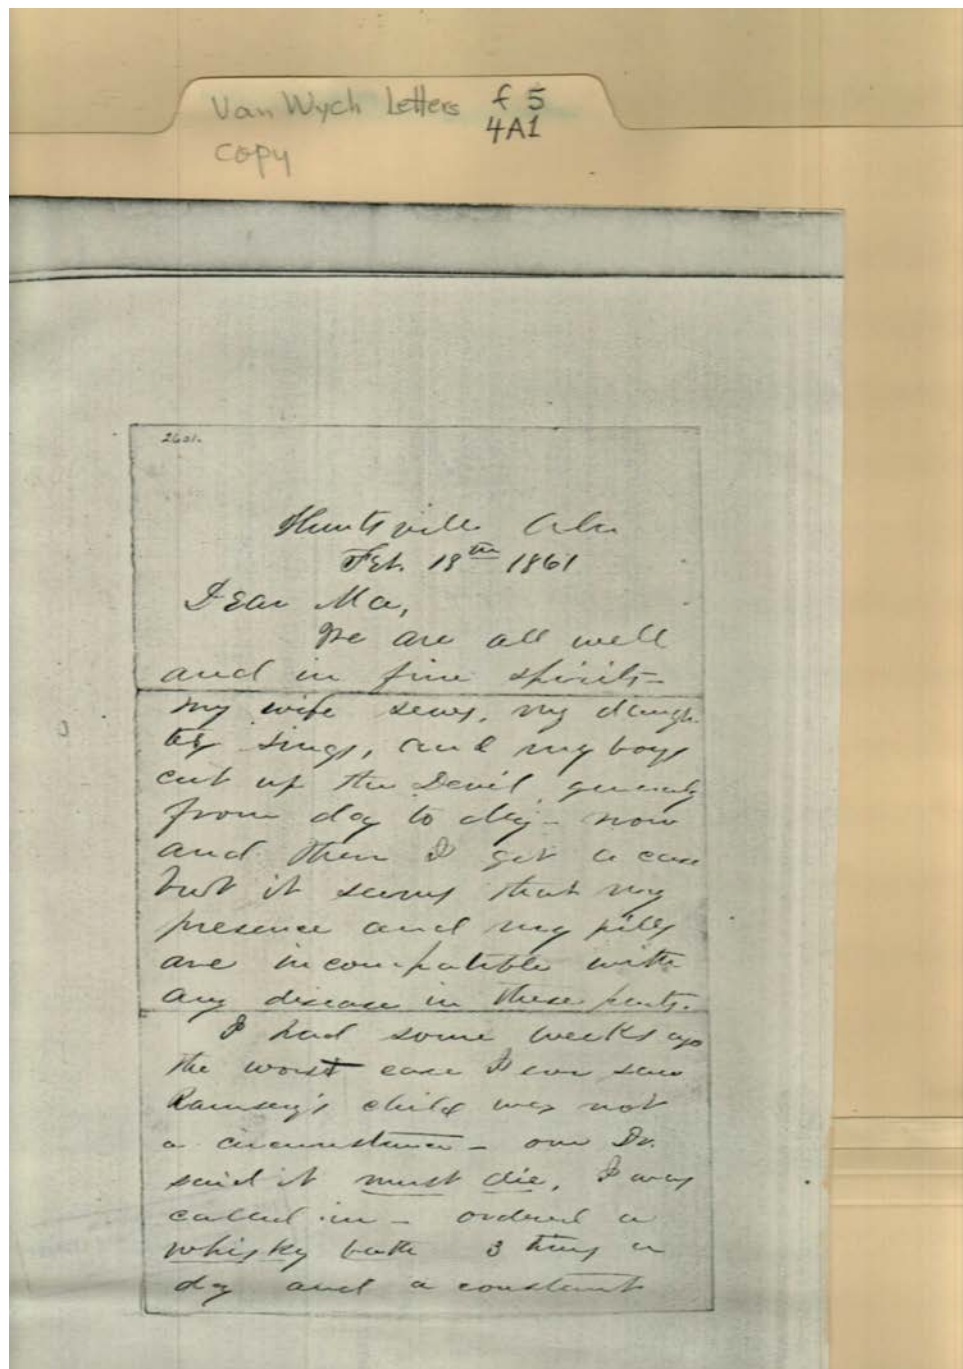 Van Wych Letters f 5
4A1
copy
2601.
Huntsville Ala
Feb. 18th 1861
Dear Ma,
We are all well
and in fine spirits–
my wife sews, my daugh-
ter sings, and my boys
cut up the Devil generally
from day to day – now
and then I get a case
but it seems that my
presence and my pills
are incompatible with
any disease in these parts.
I had some weeks ago
the worst case I ever saw
Ramsey's child was not
a circumstance – one Dr.
said it must die, I was
called in – ordered a
whisky bath 3 times a
day and a constant